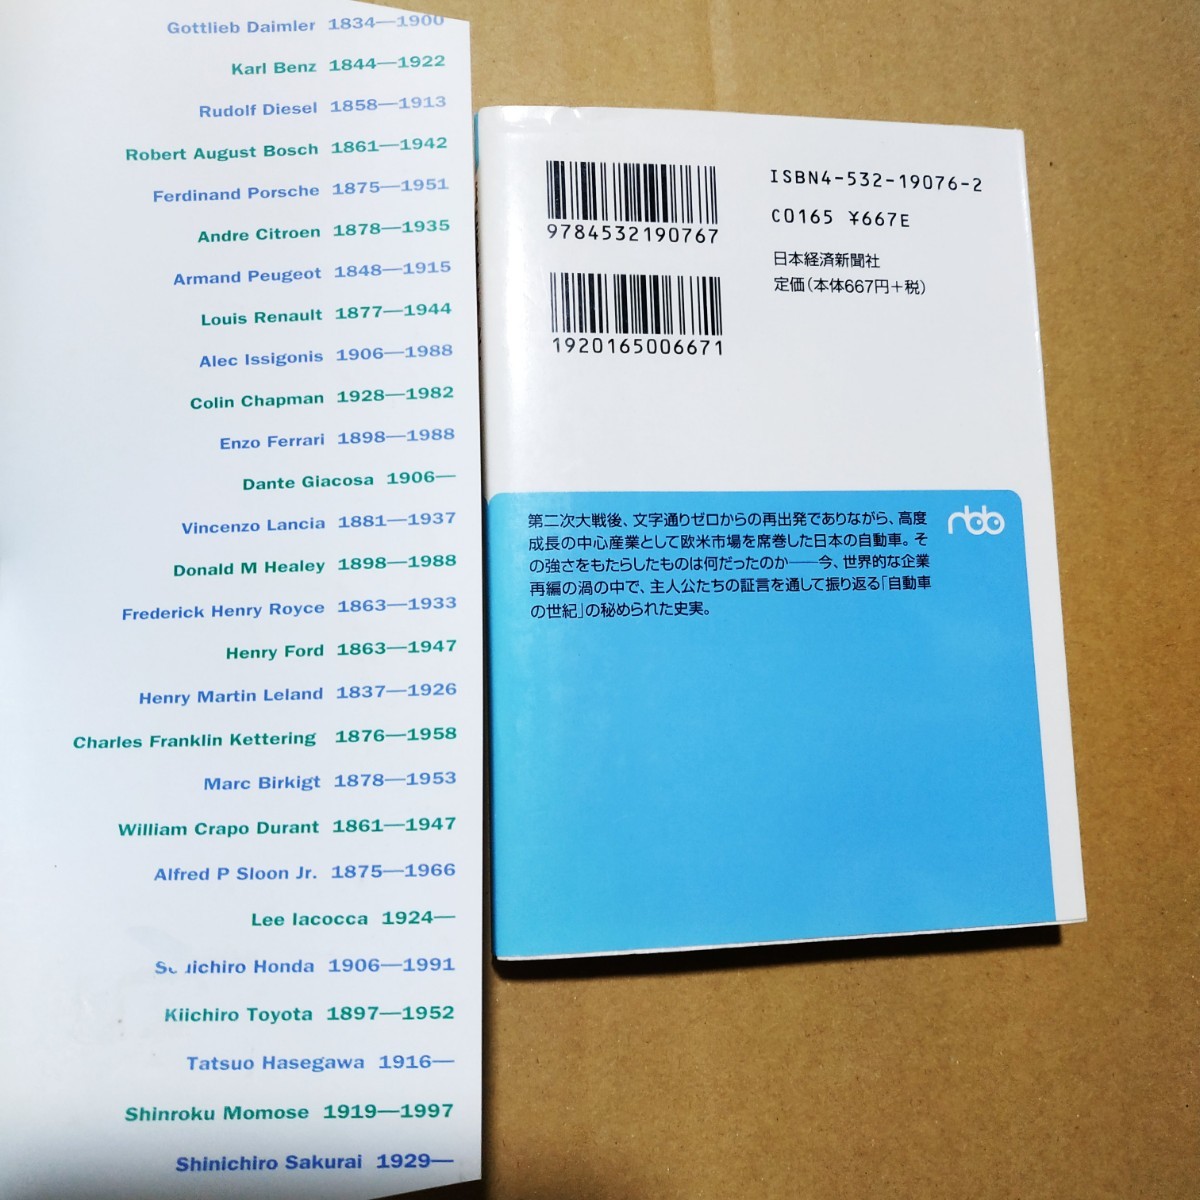 Gottlieb Daimler 1834—1900
Karl Benz 1844—1922
Rudolf Diesel 1858—1913
Robert August Bosch 1861—1942
Ferdinand Porsche 1875—1951
Andre Citroen 1878—1935
Armand Peugeot 1848—1915
Louis Renault 1877—1944
Alec Issigonis 1906—1988
Colin Chapman 1928—1982
Enzo Ferrari 1898—1988
Dante Giacosa 1906—
Vincenzo Lancia 1881—1937
Donald M Healey 1898—1988
Frederick Henry Royce 1863—1933
Henry Ford 1863—1947
Henry Martin Leland 1837—1926
Charles Franklin Kettering 1876—1958
Marc Birkigt 1878—1953
William Crapo Durant 1861—1947
Alfred P Sloon Jr. 1875—1966
Lee Iacocca 1924—
Honda 1906—1991
Kiichiro Toyota 1897—1952
Tatsuo Hasegawa 1916—
Shinroku Momose 1919—1997
Shinichiro Sakurai 1929—
9784532190767
1920165006671
ISBN4-532-19076-2
C0165 ¥667E
日本経済新聞社
定価(本体667円+税)
第二次大戦後、文字通りゼロからの再出発でありながら、高度
成長の中心産業として欧米市場を席巻した日本の自動車。そ
の強さをもたらしたものは何だったのか――今、世界的な企業
再編の渦の中で、主人公たちの証言を通して振り返る「自動車
の世紀」の秘められた史実。
nbb